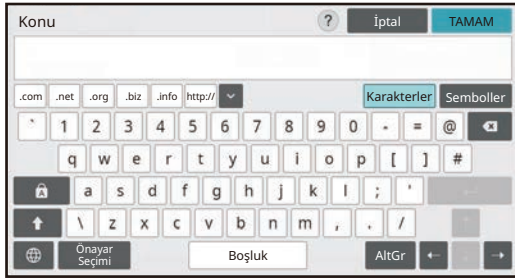 Konu ? İptal TAMAM
.com .net .org .biz .info http:// Karakterler Semboller
` 1 2 3 4 5 6 7 8 9 0 - = @
q w e r t y u i o p [ ] #
a s d f g h j k l ; '
\ z x c v b n m , . /
Önayar
Seçimi
Boşluk AltGr